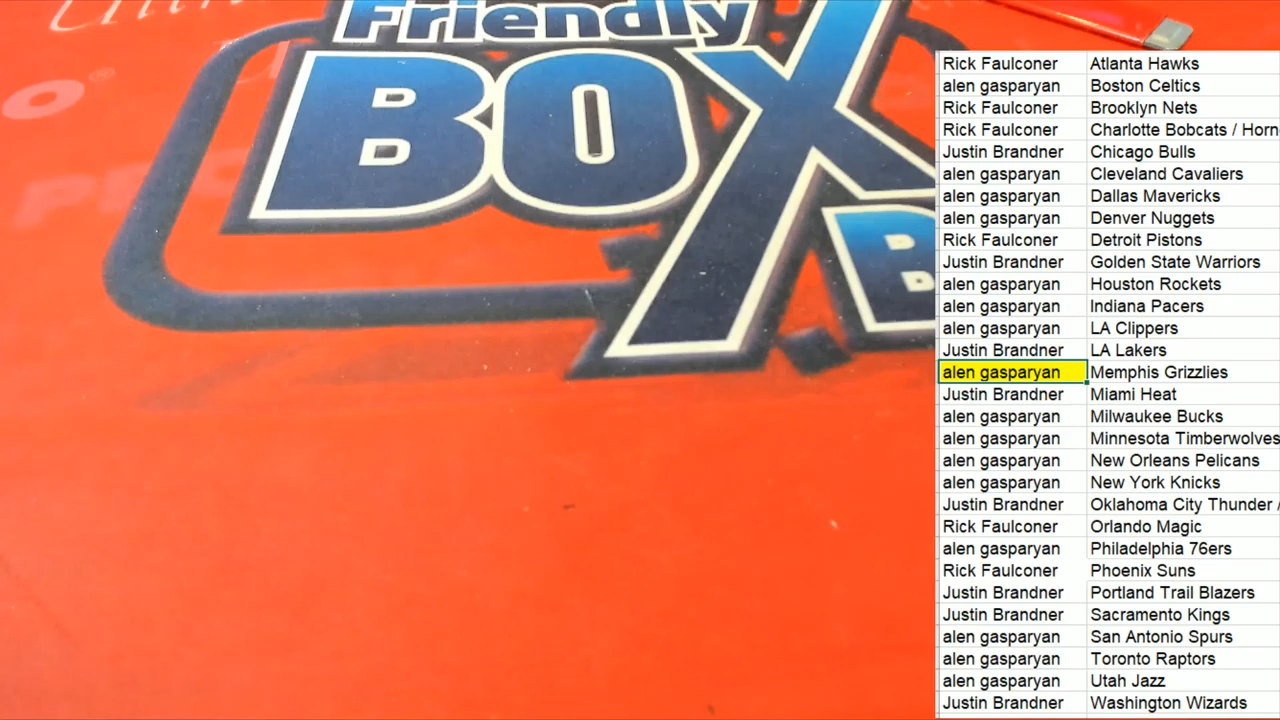 Ultra
Friendly
BOX
B
PRO®
PRO
Rick Faulconer Atlanta Hawks
alen gasparyan Boston Celtics
Rick Faulconer Brooklyn Nets
Rick Faulconer Charlotte Bobcats / Horn
Justin Brandner Chicago Bulls
alen gasparyan Cleveland Cavaliers
alen gasparyan Dallas Mavericks
alen gasparyan Denver Nuggets
Rick Faulconer Detroit Pistons
Justin Brandner Golden State Warriors
alen gasparyan Houston Rockets
alen gasparyan Indiana Pacers
alen gasparyan LA Clippers
Justin Brandner LA Lakers
alen gasparyan Memphis Grizzlies
Justin Brandner Miami Heat
alen gasparyan Milwaukee Bucks
alen gasparyan Minnesota Timberwolves
alen gasparyan New Orleans Pelicans
alen gasparyan New York Knicks
Justin Brandner Oklahoma City Thunder /
Rick Faulconer Orlando Magic
alen gasparyan Philadelphia 76ers
Rick Faulconer Phoenix Suns
Justin Brandner Portland Trail Blazers
Justin Brandner Sacramento Kings
alen gasparyan San Antonio Spurs
alen gasparyan Toronto Raptors
alen gasparyan Utah Jazz
Justin Brandner Washington Wizards